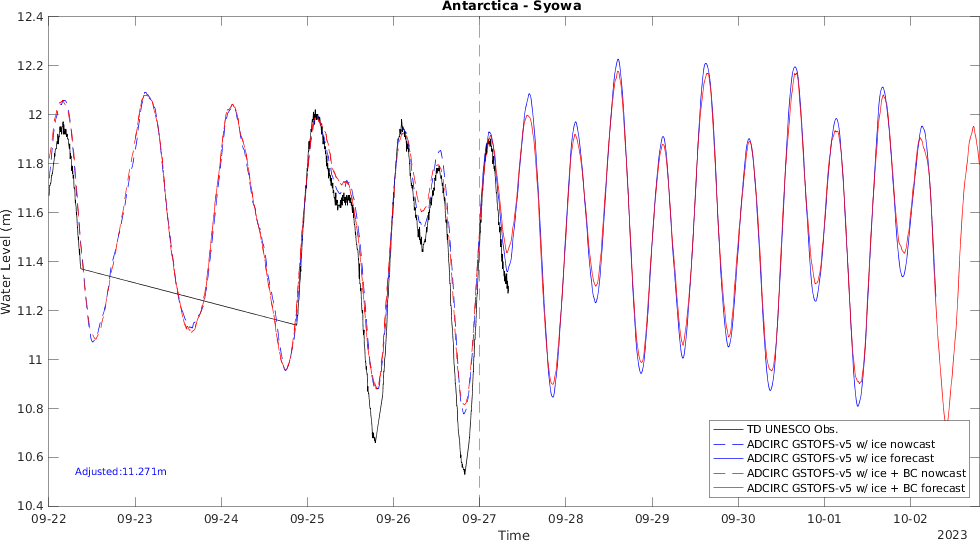 Antarctica - Syowa
12.4
12.2
12
11.8
11.6
11.4
11.2
11
10.8
10.6
10.4
Water Level (m)
Adjusted:11.271m
TD UNESCO Obs.
ADCIRC GSTOFS-v5 w/ ice nowcast
ADCIRC GSTOFS-v5 w/ ice forecast
ADCIRC GSTOFS-v5 w/ ice + BC nowcast
ADCIRC GSTOFS-v5 w/ ice + BC forecast
09-22 09-23 09-24 09-25 09-26 09-27 09-28 09-29 09-30 10-01 10-02
Time
2023